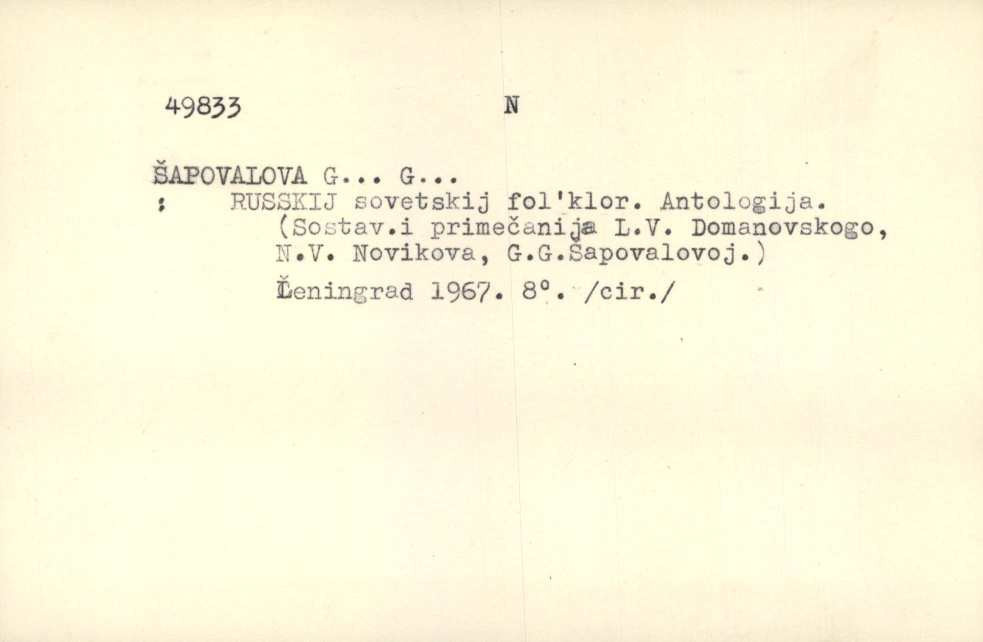 49833 N
ŠAPOVALOVA G... G...
: RUSSKIJ sovetskij fol'klor. Antologija.
(Sostav.i primečanija L.V. Domanovskogo,
N.V. Novikova, G.G.Šapovalovoj.)
Leningrad 1967. 8°. /cir./